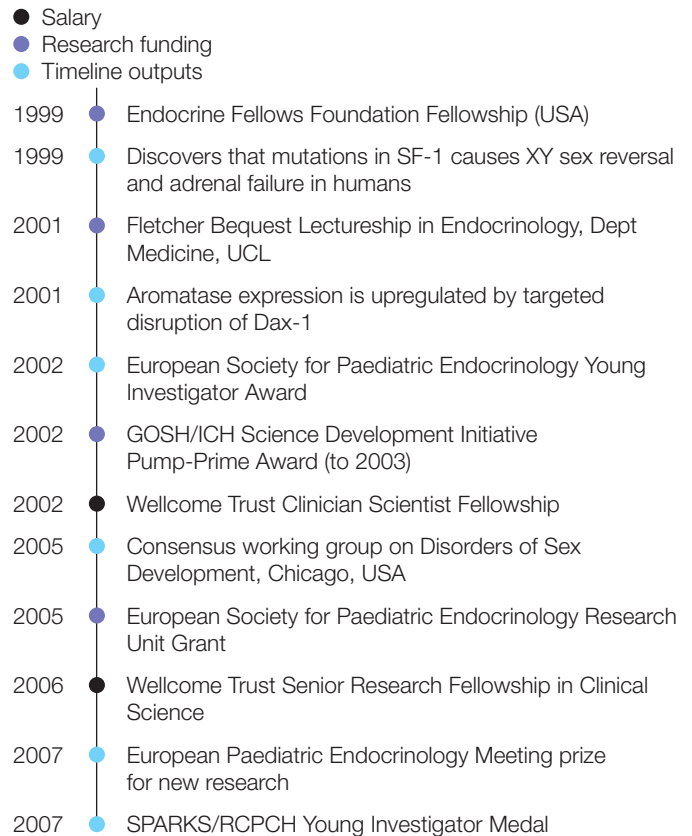 Salary
Research funding
Timeline outputs
1999 Endocrine Fellows Foundation Fellowship (USA)
1999 Discovers that mutations in SF-1 causes XY sex reversal
and adrenal failure in humans
2001 Fletcher Bequest Lectureship in Endocrinology, Dept
Medicine, UCL
2001 Aromatase expression is upregulated by targeted
disruption of Dax-1
2002 European Society for Paediatric Endocrinology Young
Investigator Award
2002 GOSH/ICH Science Development Initiative
Pump-Prime Award (to 2003)
2002 Wellcome Trust Clinician Scientist Fellowship
2005 Consensus working group on Disorders of Sex
Development, Chicago, USA
2005 European Society for Paediatric Endocrinology Research
Unit Grant
2006 Wellcome Trust Senior Research Fellowship in Clinical
Science
2007 European Paediatric Endocrinology Meeting prize
for new research
2007 SPARKS/RCPCH Young Investigator Medal